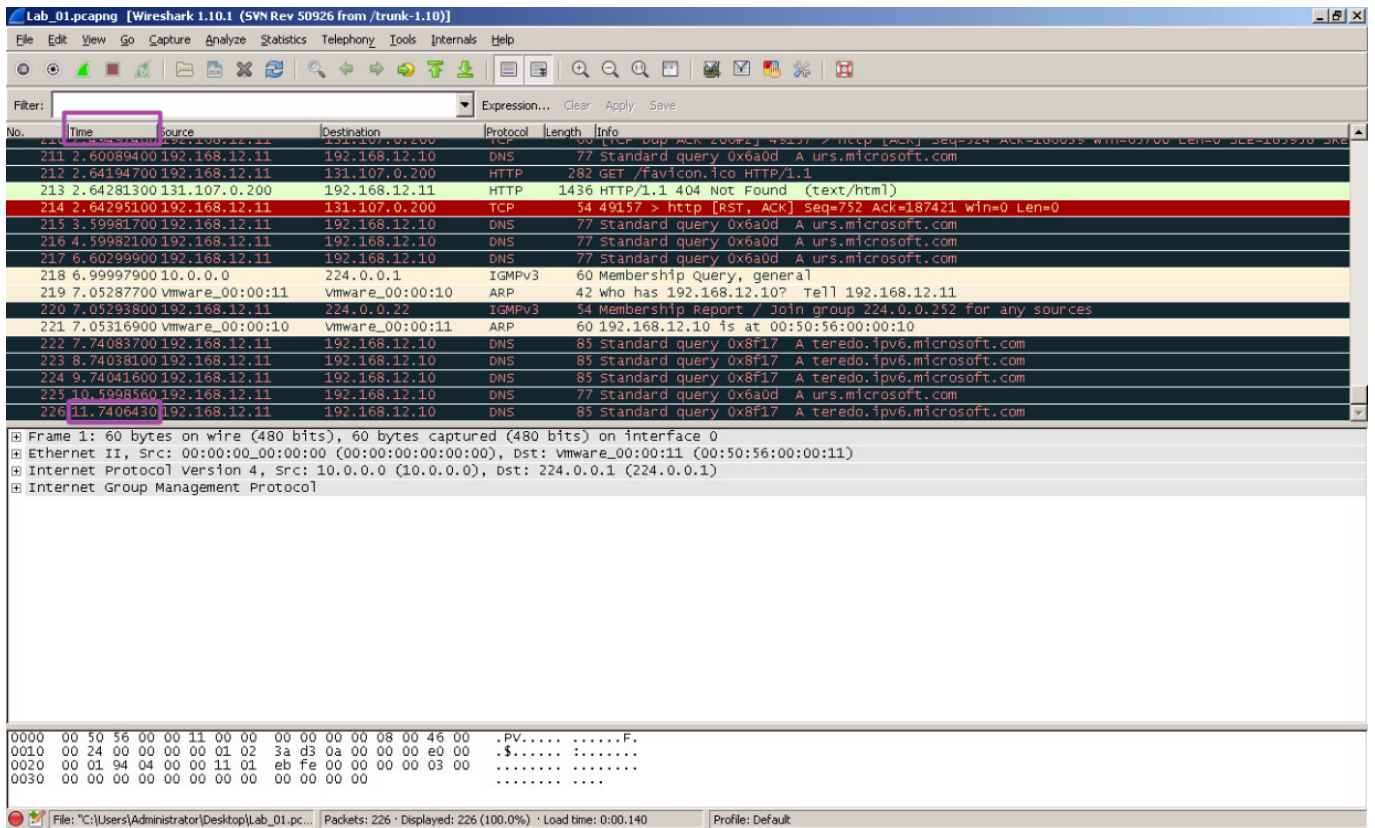 Lab_01.pcapng [Wireshark 1.10.1 (SVN Rev 50926 from /trunk-1.10)]
File Edit View Go Capture Analyze Statistics Telephony Tools Internals Help
Filter: Expression... Clear Apply Save
No. Time Source Destination Protocol Length Info
211 2.60089400 192.168.12.11 192.168.12.10 DNS 77 Standard query 0x6a0d A urs.microsoft.com
212 2.64194700 192.168.12.11 131.107.0.200 HTTP 282 GET /favicon.ico HTTP/1.1
213 2.64281300 131.107.0.200 192.168.12.11 HTTP 1436 HTTP/1.1 404 Not Found (text/html)
214 2.64295100 192.168.12.11 131.107.0.200 TCP 54 49157 > http [RST, ACK] Seq=752 Ack=187421 Win=0 Len=0
215 3.59981700 192.168.12.11 192.168.12.10 DNS 77 Standard query 0x6a0d A urs.microsoft.com
216 4.59982100 192.168.12.11 192.168.12.10 DNS 77 Standard query 0x6a0d A urs.microsoft.com
217 6.60299900 192.168.12.11 192.168.12.10 DNS 77 Standard query 0x6a0d A urs.microsoft.com
218 6.99997900 10.0.0.0 224.0.0.1 IGMPv3 60 Membership Query, general
219 7.05287700 Vmware_00:00:11 Vmware_00:00:10 ARP 42 Who has 192.168.12.10? Tell 192.168.12.11
220 7.05293800 192.168.12.11 224.0.0.22 IGMPv3 54 Membership Report / Join group 224.0.0.252 for any sources
221 7.05316900 Vmware_00:00:10 Vmware_00:00:11 ARP 60 192.168.12.10 is at 00:50:56:00:00:10
222 7.74083700 192.168.12.11 192.168.12.10 DNS 85 Standard query 0x8f17 A teredo.ipv6.microsoft.com
223 8.74038100 192.168.12.11 192.168.12.10 DNS 85 Standard query 0x8f17 A teredo.ipv6.microsoft.com
224 9.74041600 192.168.12.11 192.168.12.10 DNS 85 Standard query 0x8f17 A teredo.ipv6.microsoft.com
225 10.5998560 192.168.12.11 192.168.12.10 DNS 77 Standard query 0x6a0d A urs.microsoft.com
226 11.7406430 192.168.12.11 192.168.12.10 DNS 85 Standard query 0x8f17 A teredo.ipv6.microsoft.com
Frame 1: 60 bytes on wire (480 bits), 60 bytes captured (480 bits) on interface 0
Ethernet II, Src: 00:00:00_00:00:00 (00:00:00:00:00:00), Dst: Vmware_00:00:11 (00:50:56:00:00:11)
Internet Protocol Version 4, Src: 10.0.0.0 (10.0.0.0), Dst: 224.0.0.1 (224.0.0.1)
Internet Group Management Protocol
0000 00 50 56 00 00 11 00 00 00 00 00 00 08 00 46 00 .PV..... ......F.
0010 00 24 00 00 00 00 01 02 3a d3 0a 00 00 00 e0 00 .$...... :.......
0020 00 01 94 04 00 00 11 01 eb fe 00 00 00 00 03 00 ........ ........
0030 00 00 00 00 00 00 00 00 00 00 00 00 ........ ....
File: "C:\Users\Administrator\Desktop\Lab_01.pc... Packets: 226 · Displayed: 226 (100.0%) · Load time: 0:00.140 Profile: Default